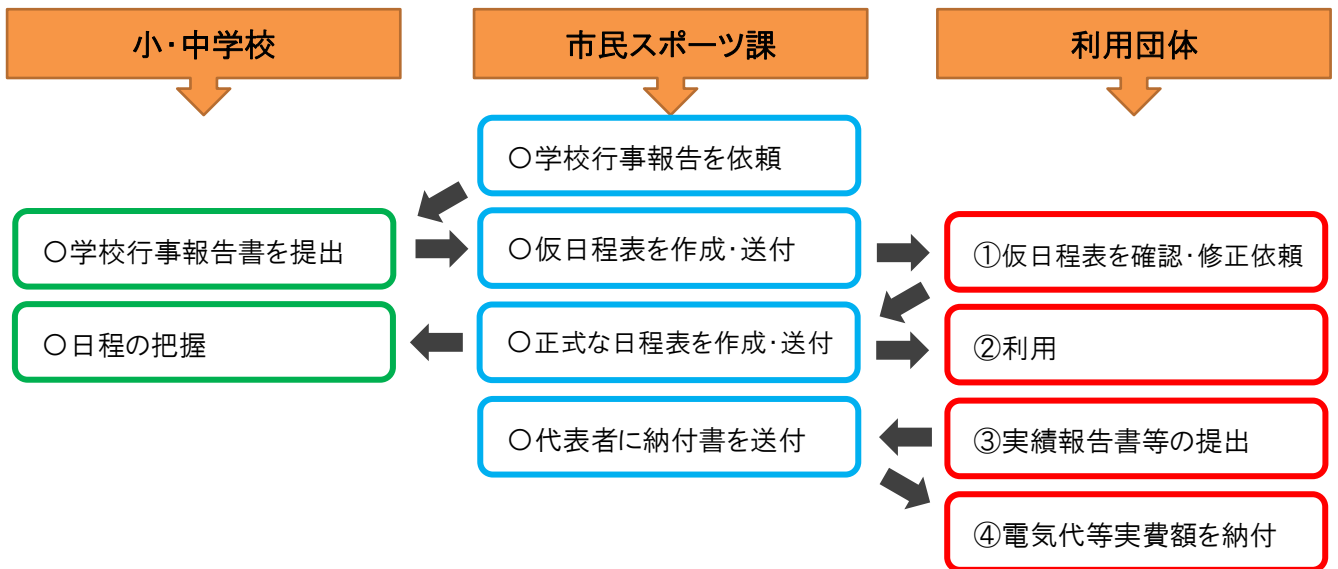 小・中学校
市民スポーツ課
利用団体
〇学校行事報告を依頼
〇学校行事報告書を提出
〇仮日程表を作成・送付
①仮日程表を確認・修正依頼
〇日程の把握
〇正式な日程表を作成・送付
②利用
〇代表者に納付書を送付
③実績報告書等の提出
④電気代等実費額を納付